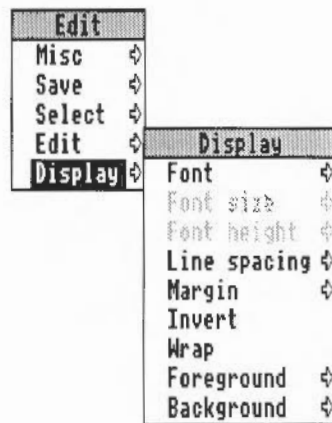 Edit
Misc
Save
Select
Edit
Display
Display
Font
Font size
Font height
Line spacing
Margin
Invert
Wrap
Foreground
Background